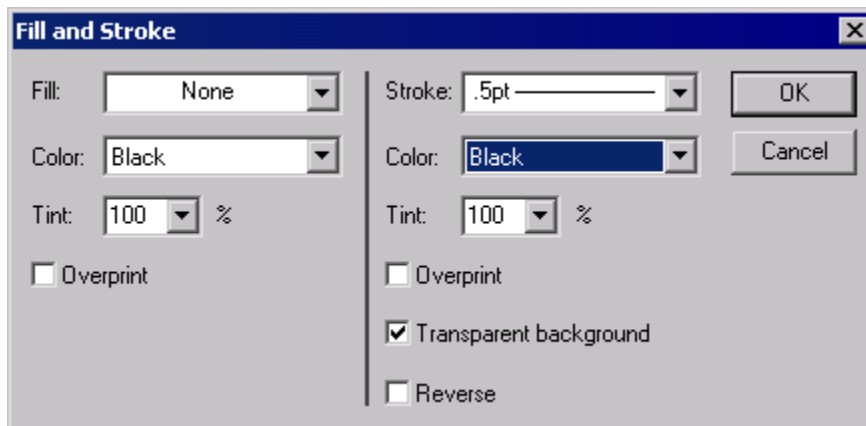 Fill and Stroke
Fill: None
Stroke: .5pt
OK
Color: Black
Color: Black
Cancel
Tint: 100 %
Tint: 100 %
Overprint
Overprint
Transparent background
Reverse